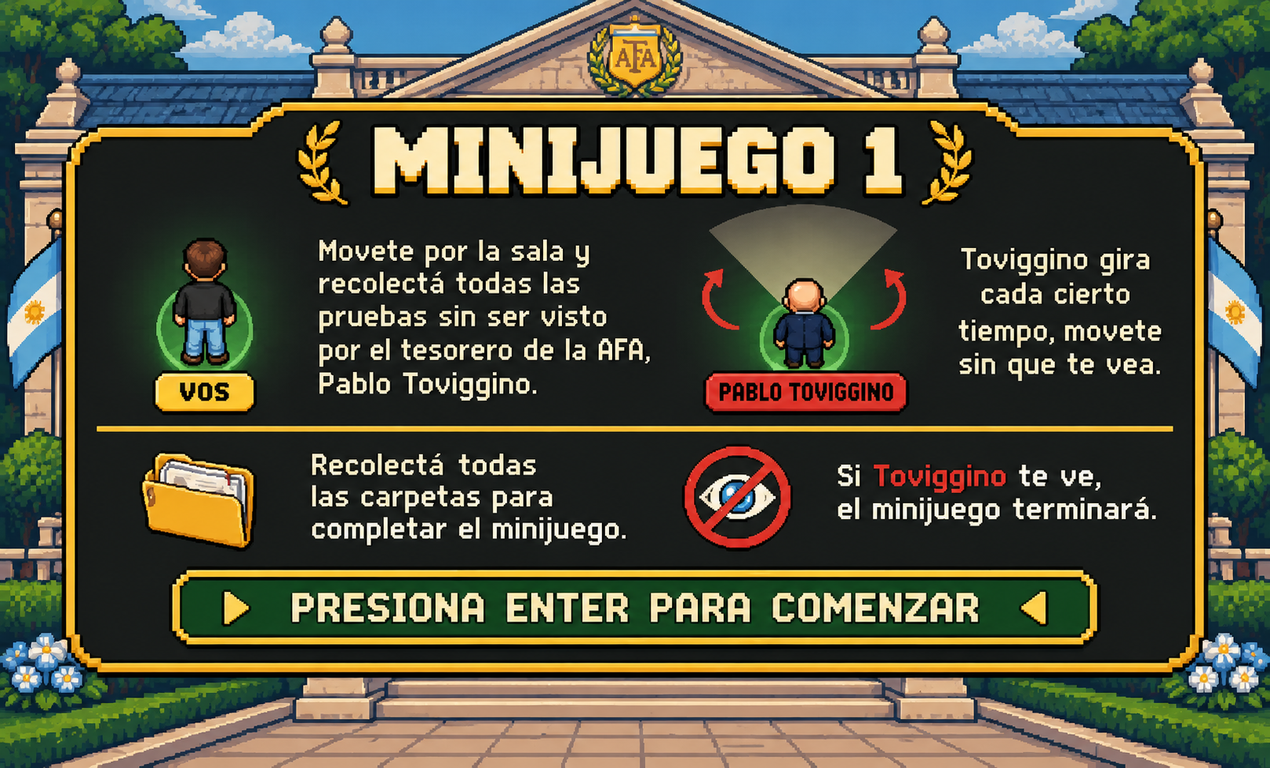 AFA
MINIJUEGO 1
Movete por la sala y
recolectá todas las
pruebas sin ser visto
por el tesorero de la AFA,
Pablo Toviggino.
VOS
PABLO TOVIGGINO
Toviggino gira
cada cierto
tiempo, movete
sin que te vea.
Recolectá todas
las carpetas para
completar el minijuego.
Si Toviggino te ve,
el minijuego terminará.
PRESIONA ENTER PARA COMENZAR